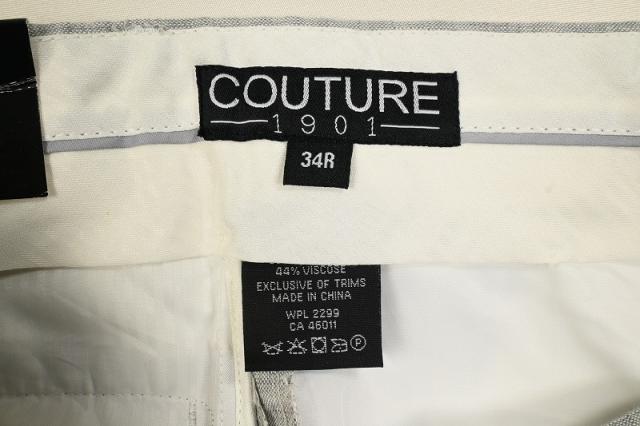 COUTURE
1901
34R
44% VISCOSE
EXCLUSIVE OF TRIMS
MADE IN CHINA
WPL 2299
CA 46011
P